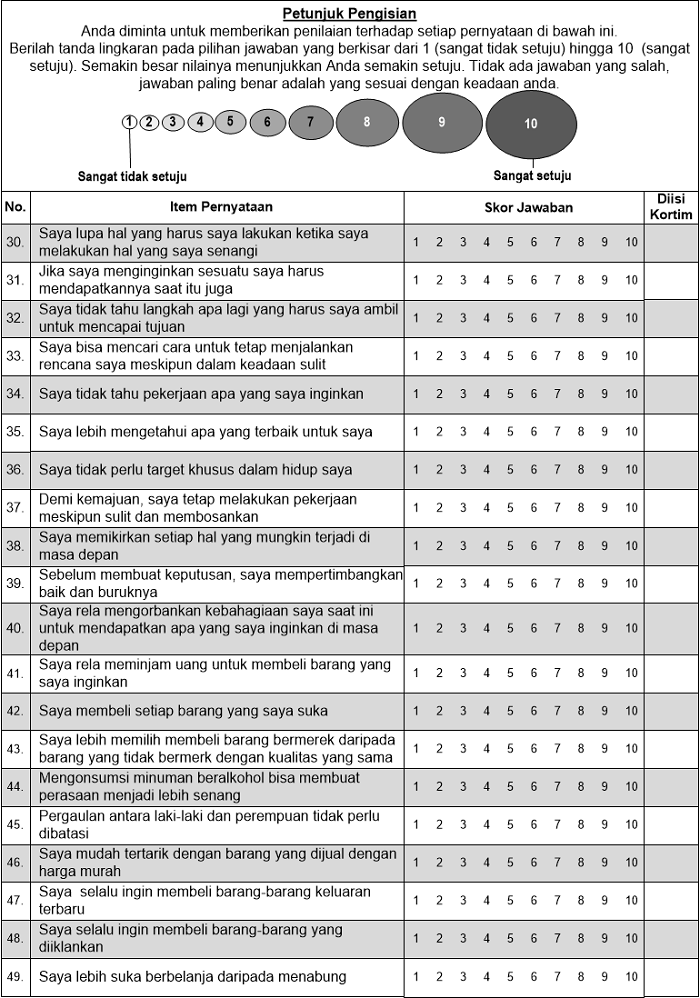 Petunjuk Pengisian
Anda diminta untuk memberikan penilaian terhadap setiap pernyataan di bawah ini.
Berilah tanda lingkaran pada pilihan jawaban yang berkisar dari 1 (sangat tidak setuju) hingga 10 (sangat
setuju). Semakin besar nilainya menunjukkan Anda semakin setuju. Tidak ada jawaban yang salah,
jawaban paling benar adalah yang sesuai dengan keadaan anda.
1 2 3 4 5 6 7 8 9 10
Sangat tidak setuju Sangat setuju
No. Item Pernyataan Skor Jawaban Diisi
Kortim
30. Saya lupa hal yang harus saya lakukan ketika saya
melakukan hal yang saya senangi 1 2 3 4 5 6 7 8 9 10
31. Jika saya menginginkan sesuatu saya harus
mendapatkannya saat itu juga 1 2 3 4 5 6 7 8 9 10
32. Saya tidak tahu langkah apa lagi yang harus saya ambil
untuk mencapai tujuan 1 2 3 4 5 6 7 8 9 10
33. Saya bisa mencari cara untuk tetap menjalankan
rencana saya meskipun dalam keadaan sulit 1 2 3 4 5 6 7 8 9 10
34. Saya tidak tahu pekerjaan apa yang saya inginkan 1 2 3 4 5 6 7 8 9 10
35. Saya lebih mengetahui apa yang terbaik untuk saya 1 2 3 4 5 6 7 8 9 10
36. Saya tidak perlu target khusus dalam hidup saya 1 2 3 4 5 6 7 8 9 10
37. Demi kemajuan, saya tetap melakukan pekerjaan
meskipun sulit dan membosankan 1 2 3 4 5 6 7 8 9 10
38. Saya memikirkan setiap hal yang mungkin terjadi di
masa depan 1 2 3 4 5 6 7 8 9 10
39. Sebelum membuat keputusan, saya mempertimbangkan
baik dan buruknya 1 2 3 4 5 6 7 8 9 10
40. Saya rela mengorbankan kebahagiaan saya saat ini
untuk mendapatkan apa yang saya inginkan di masa
depan 1 2 3 4 5 6 7 8 9 10
41. Saya rela meminjam uang untuk membeli barang yang
saya inginkan 1 2 3 4 5 6 7 8 9 10
42. Saya membeli setiap barang yang saya suka 1 2 3 4 5 6 7 8 9 10
43. Saya lebih memilih membeli barang bermerek daripada
barang yang tidak bermerk dengan kualitas yang sama 1 2 3 4 5 6 7 8 9 10
44. Mengonsumsi minuman beralkohol bisa membuat
perasaan menjadi lebih senang 1 2 3 4 5 6 7 8 9 10
45. Pergaulan antara laki-laki dan perempuan tidak perlu
dibatasi 1 2 3 4 5 6 7 8 9 10
46. Saya mudah tertarik dengan barang yang dijual dengan
harga murah 1 2 3 4 5 6 7 8 9 10
47. Saya selalu ingin membeli barang-barang keluaran
terbaru 1 2 3 4 5 6 7 8 9 10
48. Saya selalu ingin membeli barang-barang yang
diiklankan 1 2 3 4 5 6 7 8 9 10
49. Saya lebih suka berbelanja daripada menabung 1 2 3 4 5 6 7 8 9 10